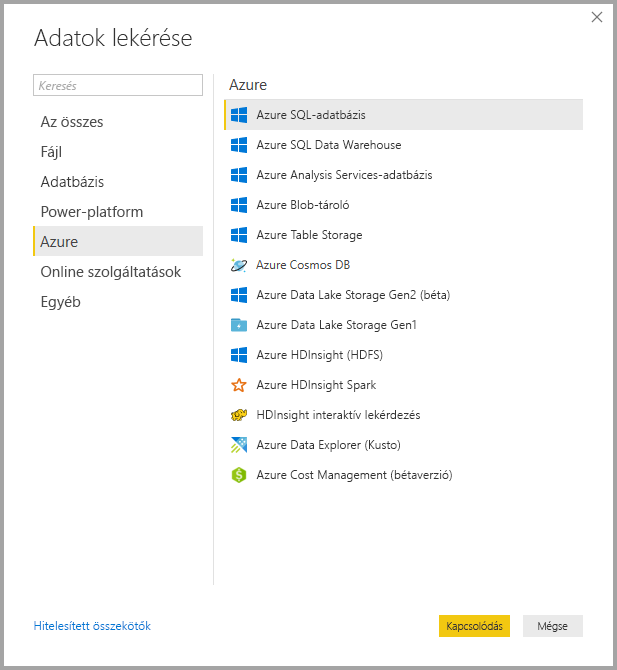 Adatok lekérése
Keresés
Az összes
Fájl
Adatbázis
Power-platform
Azure
Online szolgáltatások
Egyéb
Azure
Azure SQL-adatbázis
Azure SQL Data Warehouse
Azure Analysis Services-adatbázis
Azure Blob-tároló
Azure Table Storage
Azure Cosmos DB
Azure Data Lake Storage Gen2 (béta)
Azure Data Lake Storage Gen1
Azure HDInsight (HDFS)
Azure HDInsight Spark
HDInsight interaktív lekérdezés
Azure Data Explorer (Kusto)
Azure Cost Management (bétaverzió)
Hitelesített összekötők
Kapcsolódás
Mégse